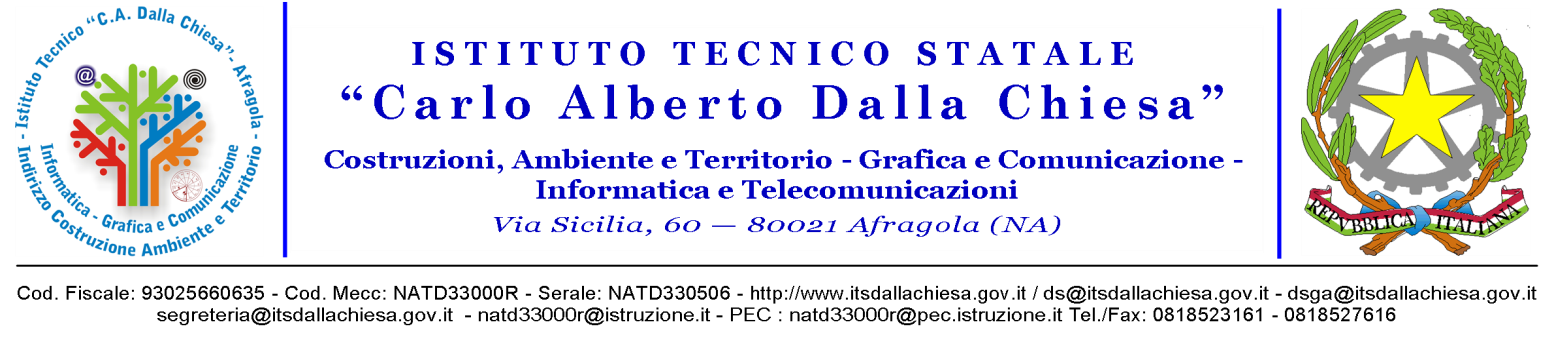 - Istituto Tecnico “C.A. Dalla Chiesa”- Afragola -
Indirizzo Costruzione Ambiente e Territorio
Informatica - Grafica e Comunicazione
@
ISTITUTO TECNICO STATALE
“Carlo Alberto Dalla Chiesa”
Costruzioni, Ambiente e Territorio - Grafica e Comunicazione -
Informatica e Telecomunicazioni
Via Sicilia, 60 — 80021 Afragola (NA)
REPVBBLICA ITALIANA
Cod. Fiscale: 93025660635 - Cod. Mecc: NATD33000R - Serale: NATD330506 - http://www.itsdallachiesa.gov.it / ds@itsdallachiesa.gov.it - dsga@itsdallachiesa.gov.it
segreteria@itsdallachiesa.gov.it - natd33000r@istruzione.it - PEC : natd33000r@pec.istruzione.it Tel./Fax: 0818523161 - 0818527616